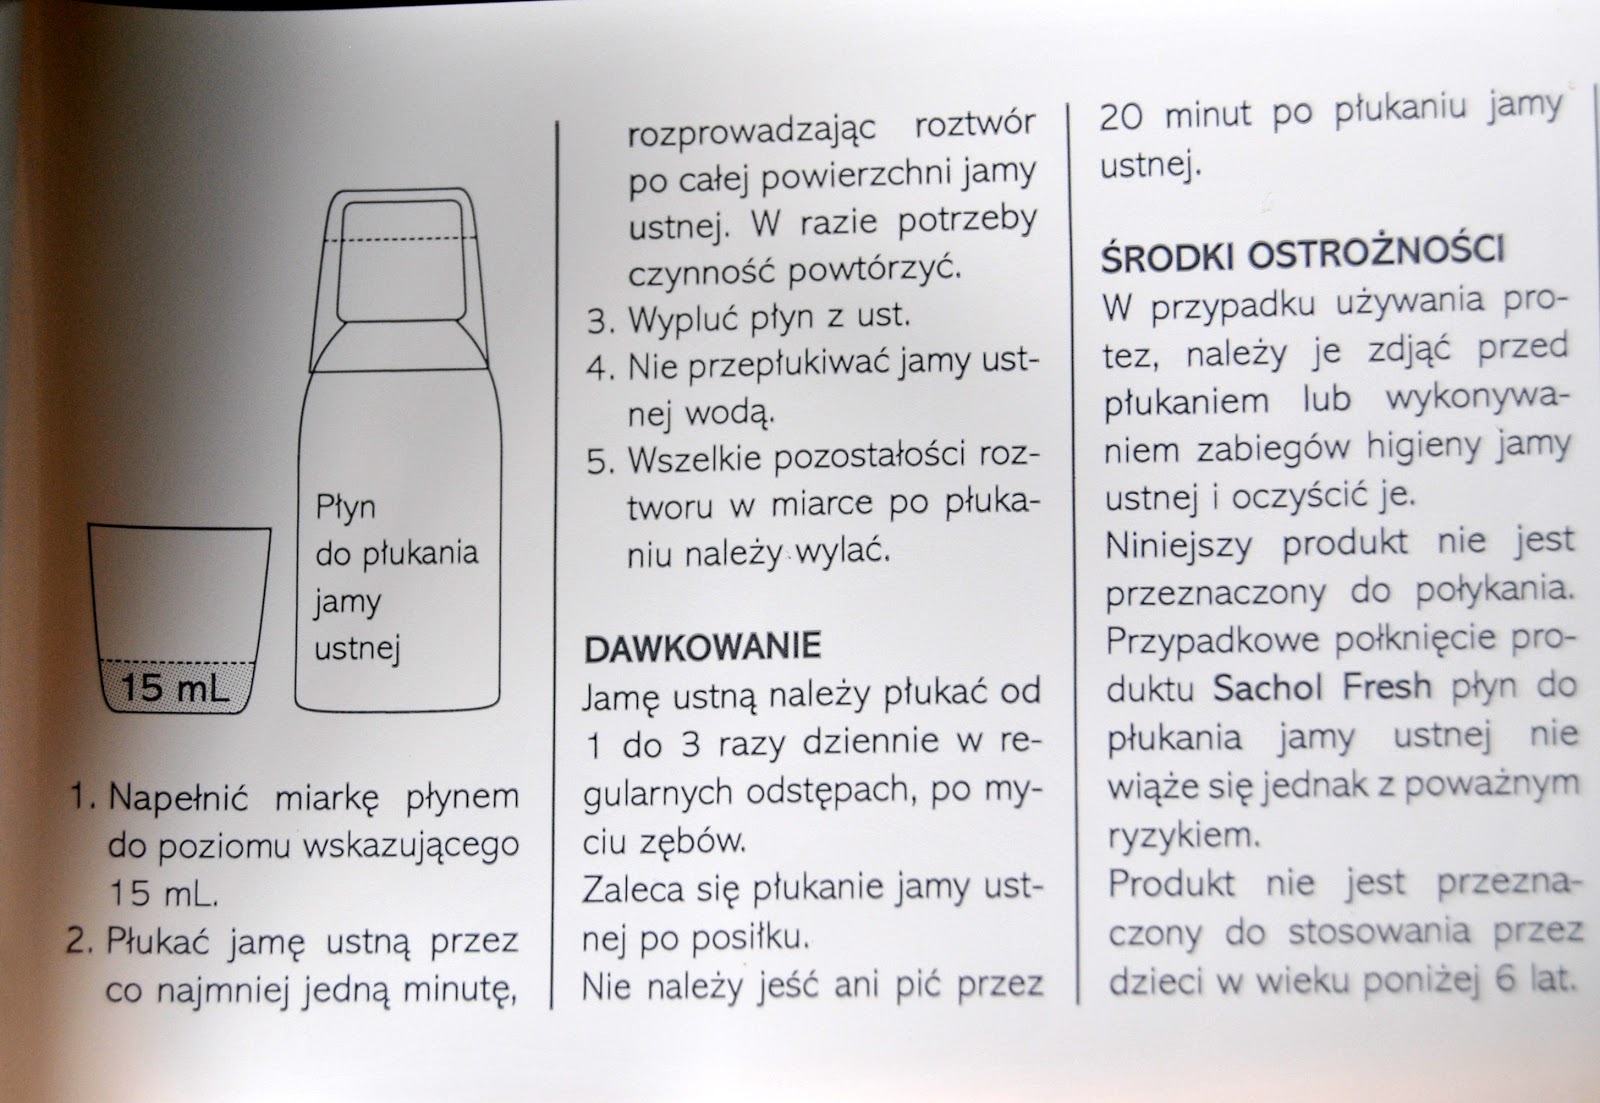 15 mL
Płyn
do płukania
jamy
ustnej
1. Napełnić miarkę płynem
do poziomu wskazującego
15 mL.
2. Płukać jamę ustną przez
co najmniej jedną minutę,
rozprowadzając roztwór
po całej powierzchni jamy
ustnej. W razie potrzeby
czynność powtórzyć.
3. Wypluć płyn z ust.
4. Nie przepłukiwać jamy ust-
nej wodą.
5. Wszelkie pozostałości roz-
tworu w miarce po płuka-
niu należy wylać.
DAWKOWANIE
Jamę ustną należy płukać od
1 do 3 razy dziennie w re-
gularnych odstępach, po my-
ciu zębów.
Zaleca się płukanie jamy ust-
nej po posiłku.
Nie należy jeść ani pić przez
20 minut po płukaniu jamy
ustnej.
ŚRODKI OSTROŻNOŚCI
W przypadku używania pro-
tez, należy je zdjąć przed
płukaniem lub wykonywa-
niem zabiegów higieny jamy
ustnej i oczyścić je.
Niniejszy produkt nie jest
przeznaczony do połykania.
Przypadkowe połknięcie pro-
duktu Sachol Fresh płyn do
płukania jamy ustnej nie
wiąże się jednak z poważnym
ryzykiem.
Produkt nie jest przezna-
czony do stosowania przez
dzieci w wieku poniżej 6 lat.